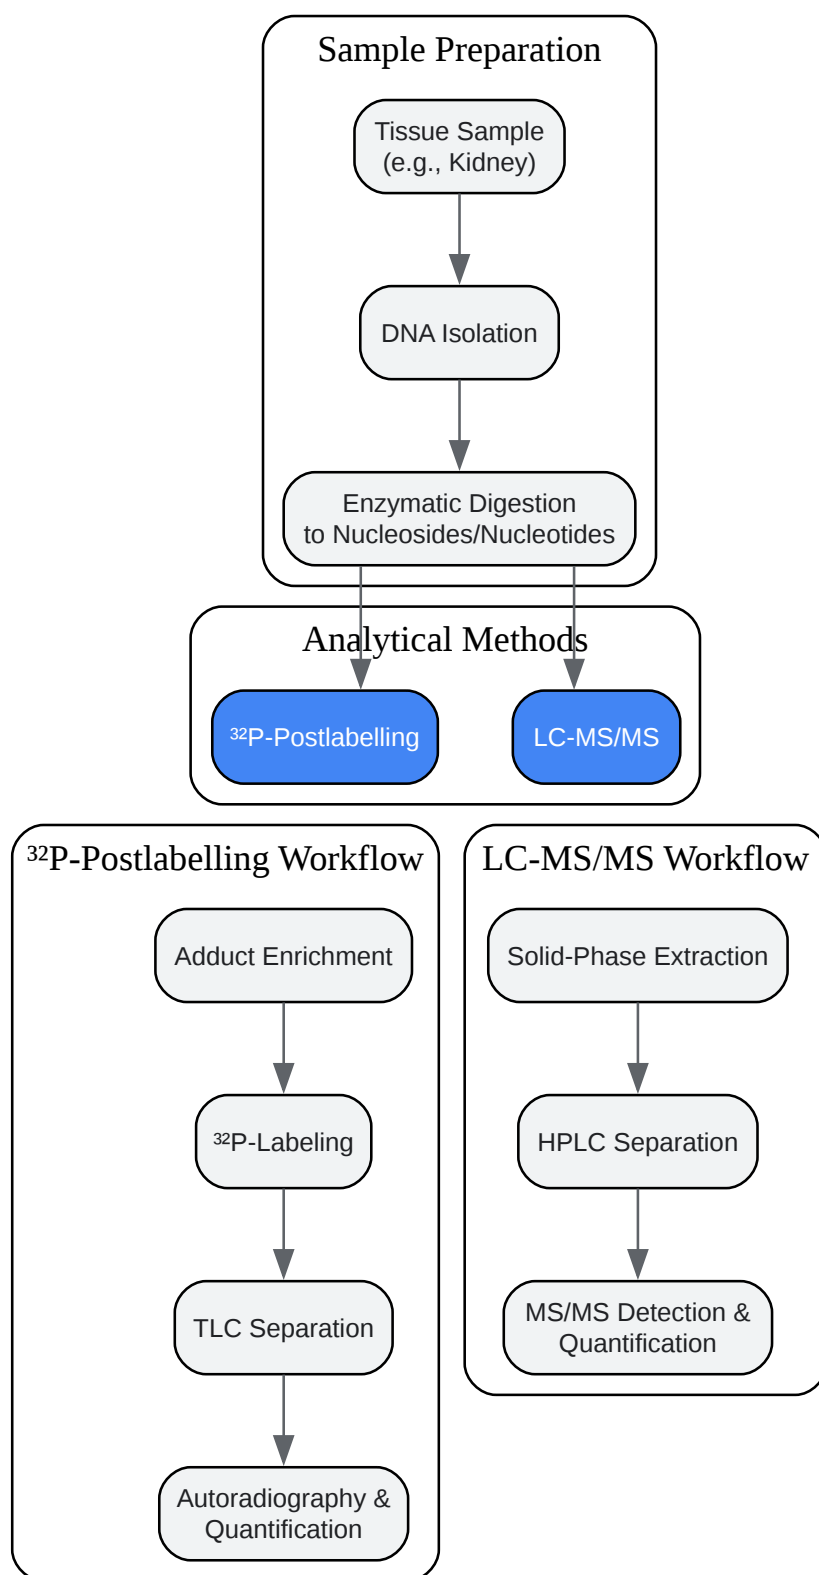 Sample Preparation
Tissue Sample
(e.g., Kidney)
DNA Isolation
Enzymatic Digestion
to Nucleosides/Nucleotides
Analytical Methods
³²P-Postlabelling
LC-MS/MS
³²P-Postlabelling Workflow
Adduct Enrichment
³²P-Labeling
TLC Separation
Autoradiography &
Quantification
LC-MS/MS Workflow
Solid-Phase Extraction
HPLC Separation
MS/MS Detection &
Quantification